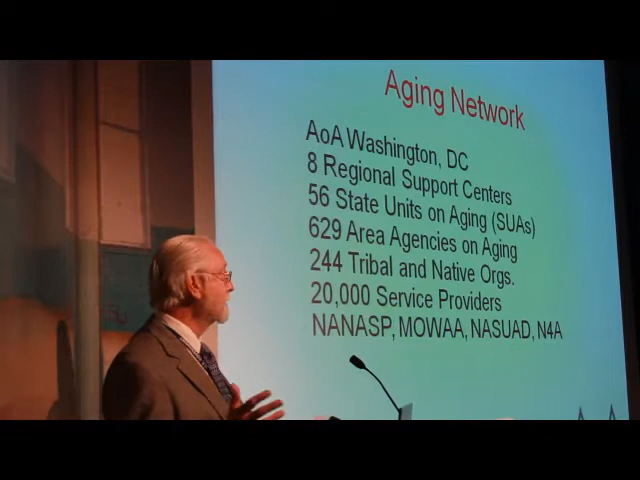 Aging Network
AoA Washington, DC
8 Regional Support Centers
56 State Units on Aging (SUAs)
629 Area Agencies on Aging
244 Tribal and Native Orgs.
20,000 Service Providers
NANASP, MOWAA, NASUAD, N4A